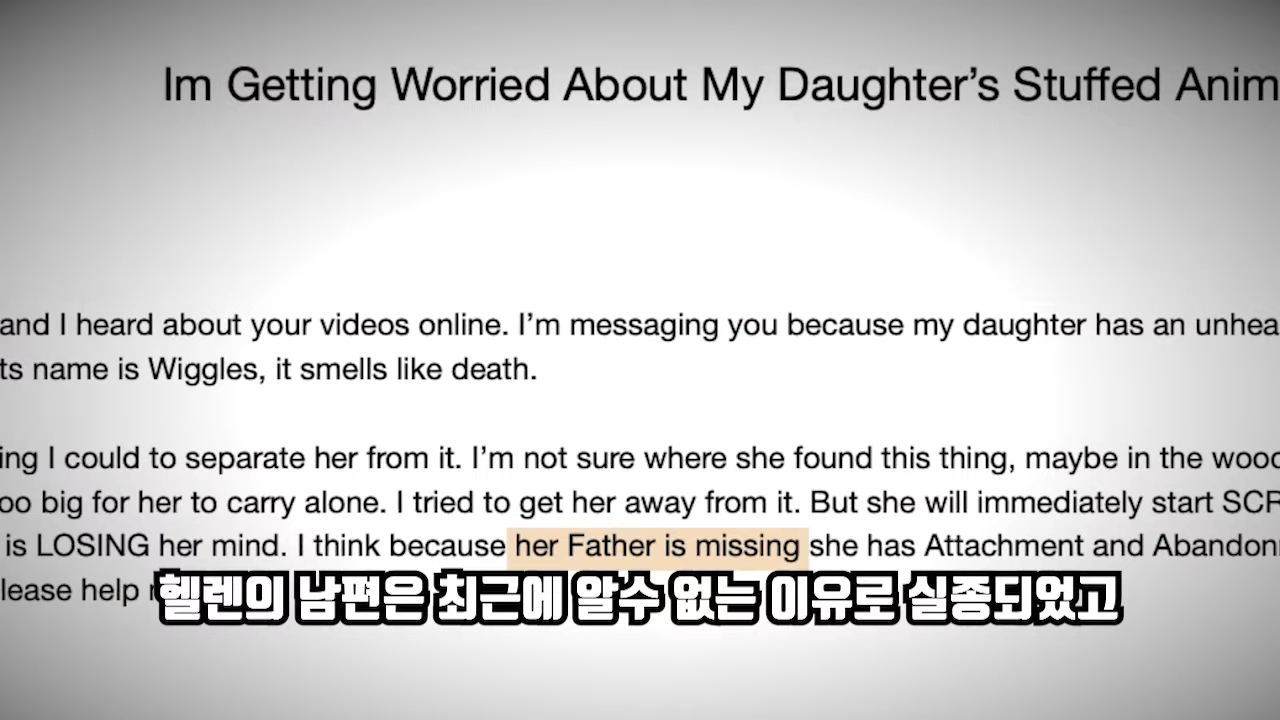 Im Getting Worried About My Daughter’s Stuffed Anim
and I heard about your videos online. I’m messaging you because my daughter has an unhea
ts name is Wiggles, it smells like death.
ing I could to separate her from it. I’m not sure where she found this thing, maybe in the wood
oo big for her to carry alone. I tried to get her away from it. But she will immediately start SCR
is LOSING her mind. I think because her Father is missing she has Attachment and Abandon
lease help
헬렌의 남편은 최근에 알수 없는 이유로 실종되었고